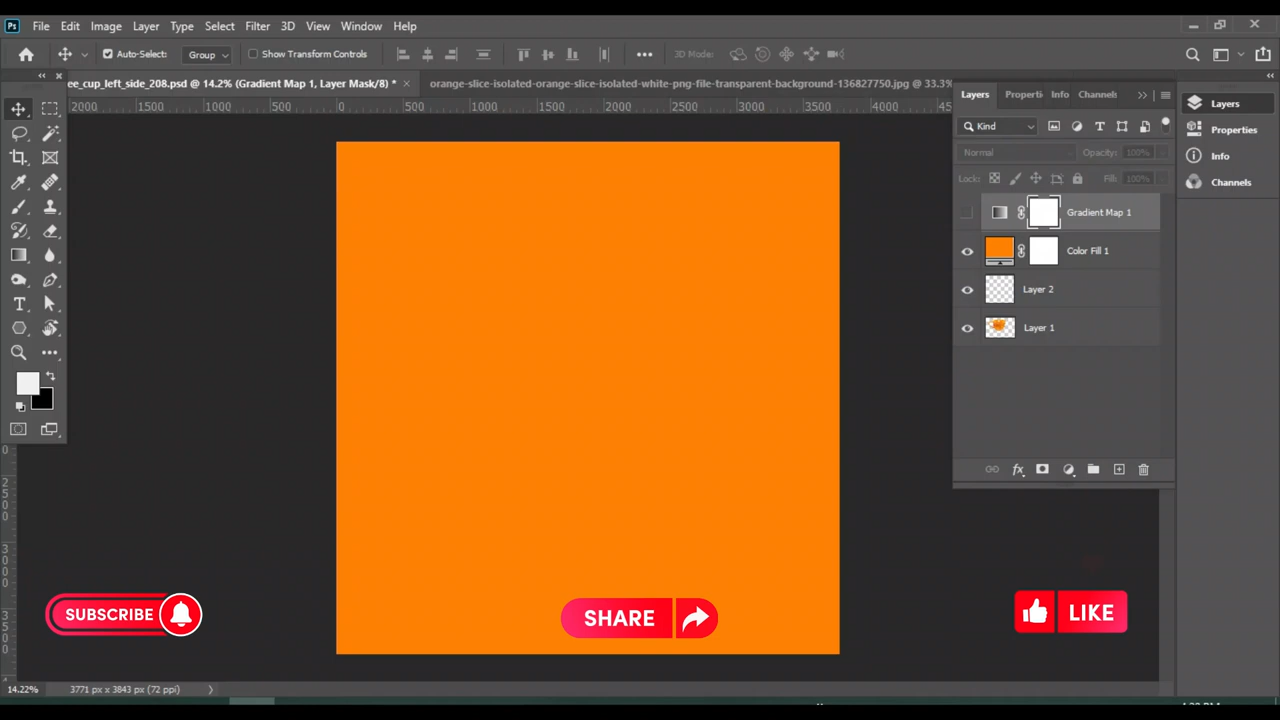 Ps File Edit Image Layer Type Select Filter 3D View Window Help
Auto-Select: Group Show Transform Controls 3D Mode:
ee_cup_left_side_208.psd @ 14.2% (Gradient Map 1, Layer Mask/8) *
orange-slice-isolated-orange-slice-isolated-white-png-file-transparent-background-136827750.jpg @ 33.3%
2000 1500 1000 500 0 500 1000 1500 2000 2500 3000 3500 4000
Layers Properti Info Channels
Kind
Normal Opacity: 100%
Lock: Fill: 100%
Gradient Map 1
Color Fill 1
Layer 2
Layer 1
Layers
Properties
Info
Channels
SUBSCRIBE
SHARE
LIKE
14.22% 3771 px x 3843 px (72 ppi)